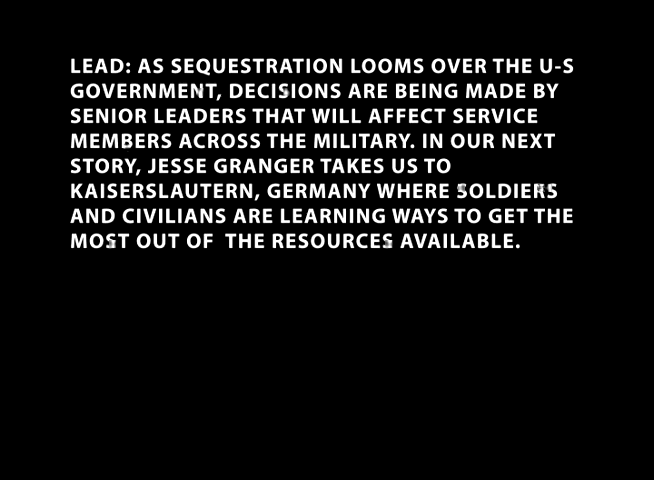 LEAD: AS SEQUESTRATION LOOMS OVER THE U-S
GOVERNMENT, DECISIONS ARE BEING MADE BY
SENIOR LEADERS THAT WILL AFFECT SERVICE
MEMBERS ACROSS THE MILITARY. IN OUR NEXT
STORY, JESSE GRANGER TAKES US TO
KAISERSLAUTERN, GERMANY WHERE SOLDIERS
AND CIVILIANS ARE LEARNING WAYS TO GET THE
MOST OUT OF  THE RESOURCES AVAILABLE.